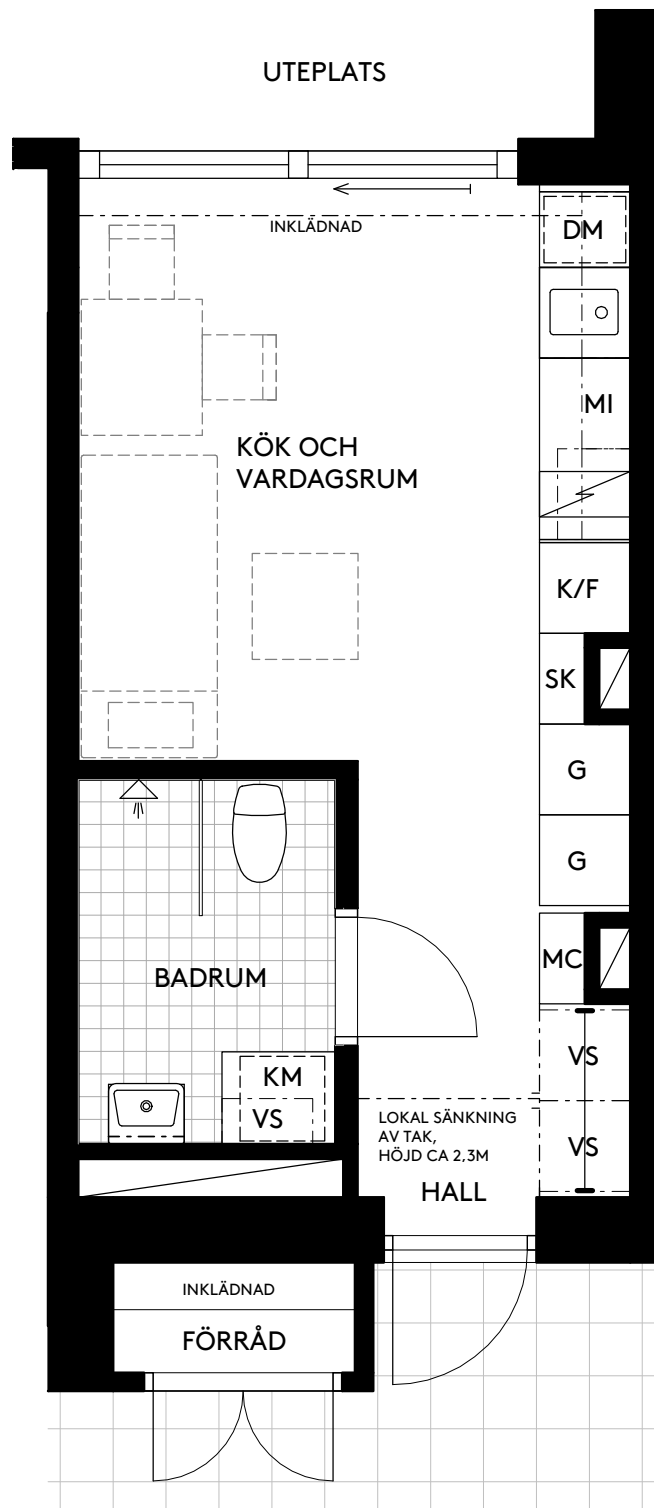 UTEPLATS
INKLÄDNAD
DM
MI
KÖK OCH
VARDAGSRUM
K/F
SK
G
G
BADRUM
MC
KM
VS
VS
LOKAL SÄNKNING
AV TAK,
HÖJD CA 2,3M
VS
HALL
INKLÄDNAD
FÖRRÅD